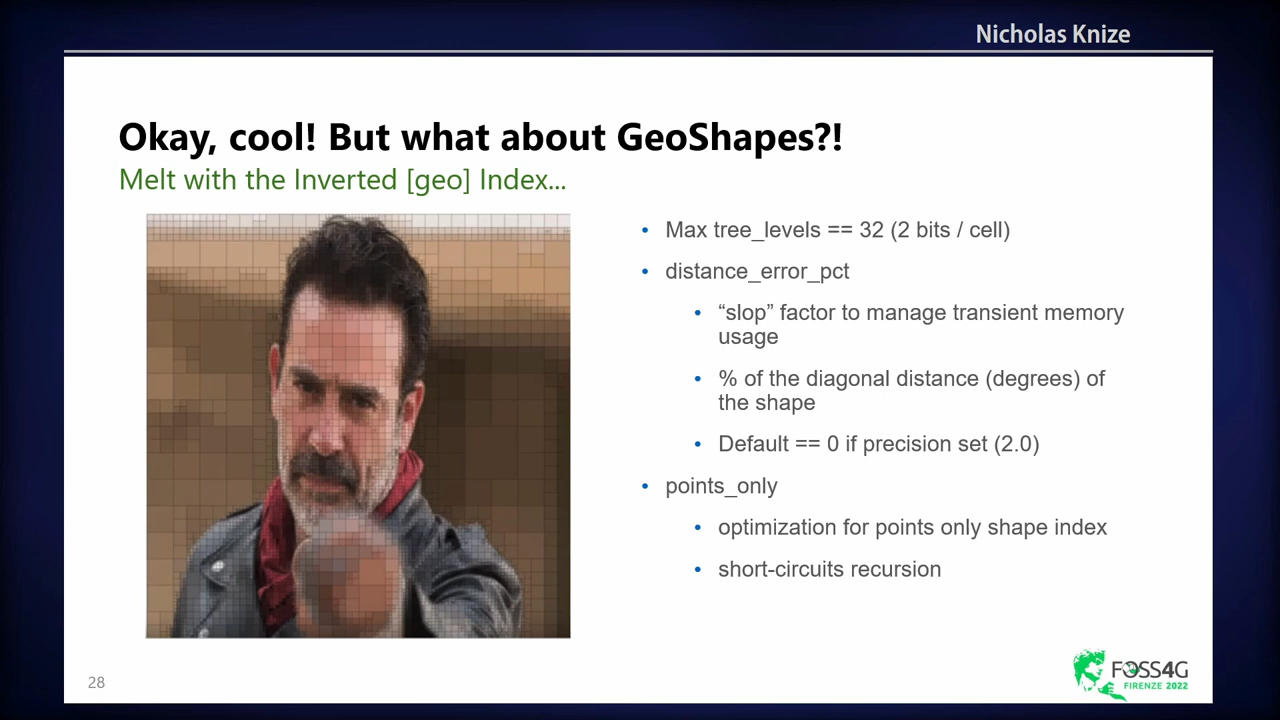 Nicholas Knize
Okay, cool! But what about GeoShapes?!
Melt with the Inverted [geo] Index...
• Max tree_levels == 32 (2 bits / cell)
• distance_error_pct
• “slop” factor to manage transient memory
usage
• % of the diagonal distance (degrees) of
the shape
• Default == 0 if precision set (2.0)
• points_only
• optimization for points only shape index
• short-circuits recursion
28
FOSS4G
FIRENZE 2022